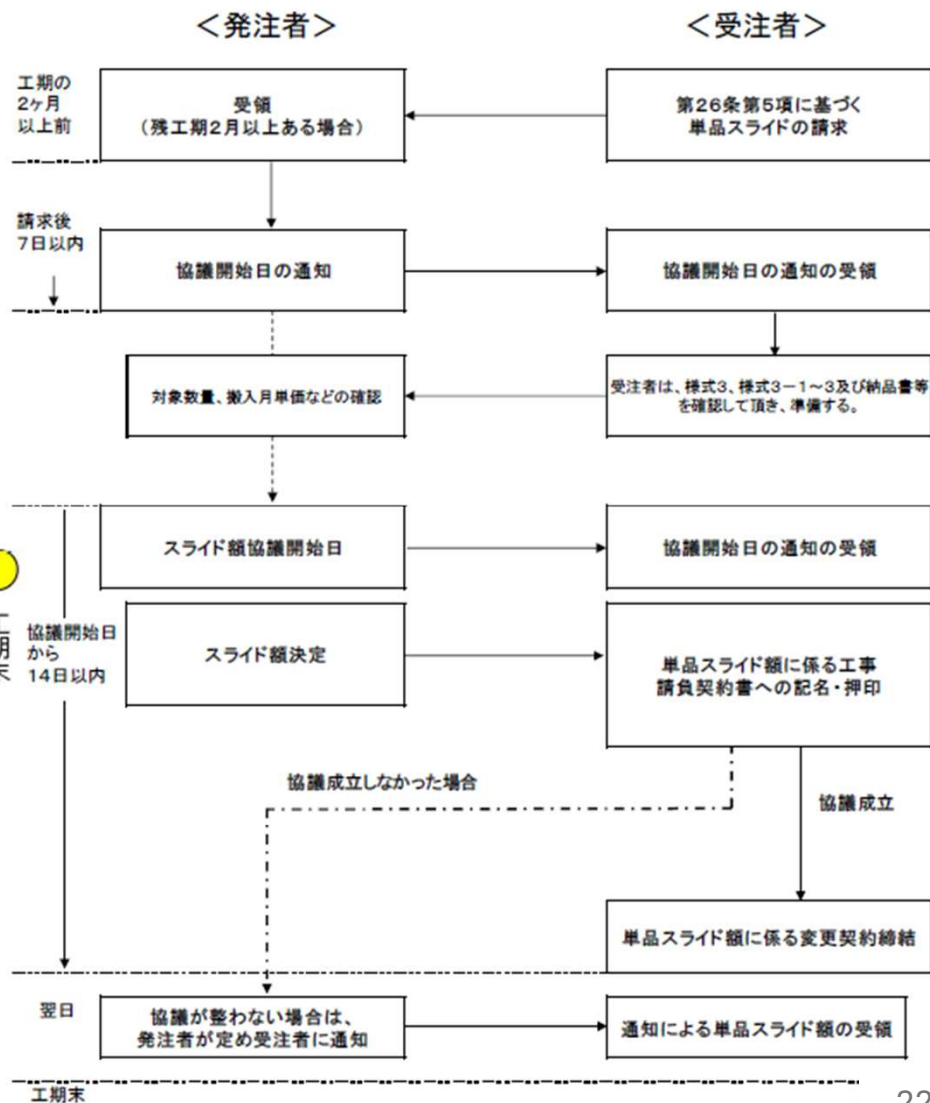 <発注者>
<受注者>
工期の
2ヶ月
以上前
受領
(残工期2月以上ある場合)
第26条第5項に基づく
単品スライドの請求
請求後
7日以内
協議開始日の通知
協議開始日の通知の受領
対象数量、搬入月単価などの確認
受注者は、様式3、様式3-1~3及び納品書等
を確認して頂き、準備する。
スライド額協議開始日
協議開始日の通知の受領
工期末
協議開始日
から
14日以内
スライド額決定
単品スライド額に係る工事
請負契約書への記名・押印
協議成立しなかった場合
協議成立
単品スライド額に係る変更契約締結
翌日
協議が整わない場合は、
発注者が定め受注者に通知
通知による単品スライド額の受領
工期末
22